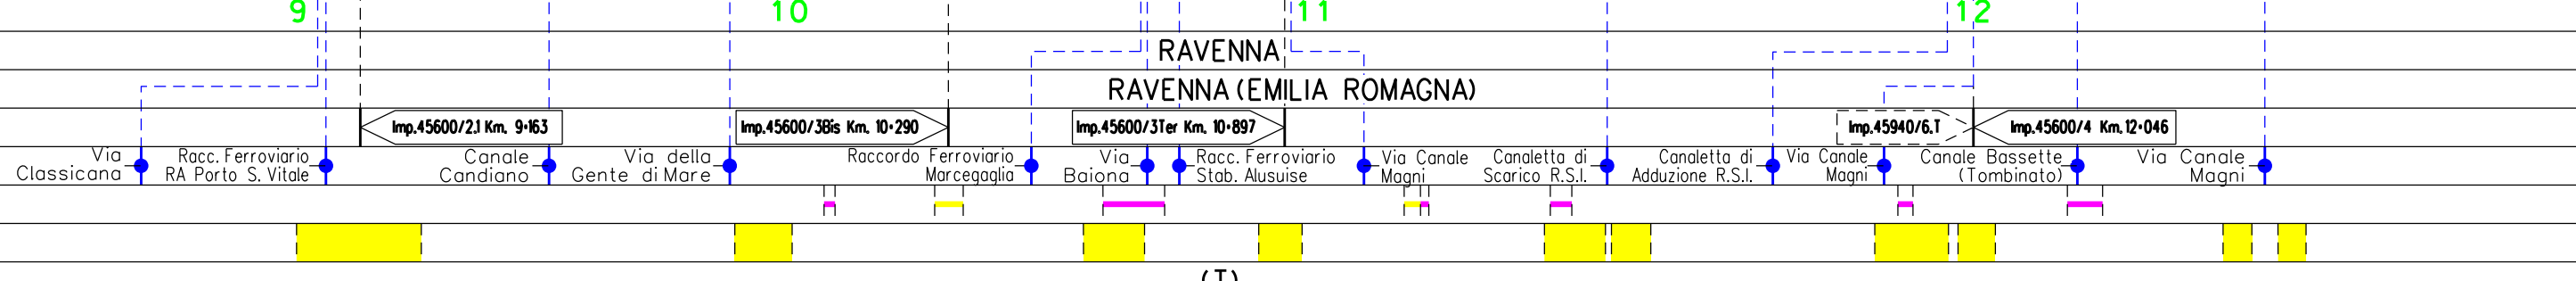 9 10 11 12
RAVENNA
RAVENNA (EMILIA ROMAGNA)
Imp.45600/2.1 Km. 9+163
Imp.45600/3Bis Km. 10+290
Imp.45600/3Ter Km. 10+897
Imp.45940/6.T
Imp.45600/4 Km.12+046
Via
Classicana
Racc. Ferroviario
RA Porto S. Vitale
Canale
Candiano
Via della
Gente di Mare
Raccordo Ferroviario
Marcegaglia
Via
Baiona
Racc. Ferroviario
Stab. Alusuise
Via Canale
Magni
Canaletta di
Scarico R.S.I.
Canaletta di
Adduzione R.S.I.
Via Canale
Magni
Canale Bassette
(Tombinato)
Via Canale
Magni
(T)